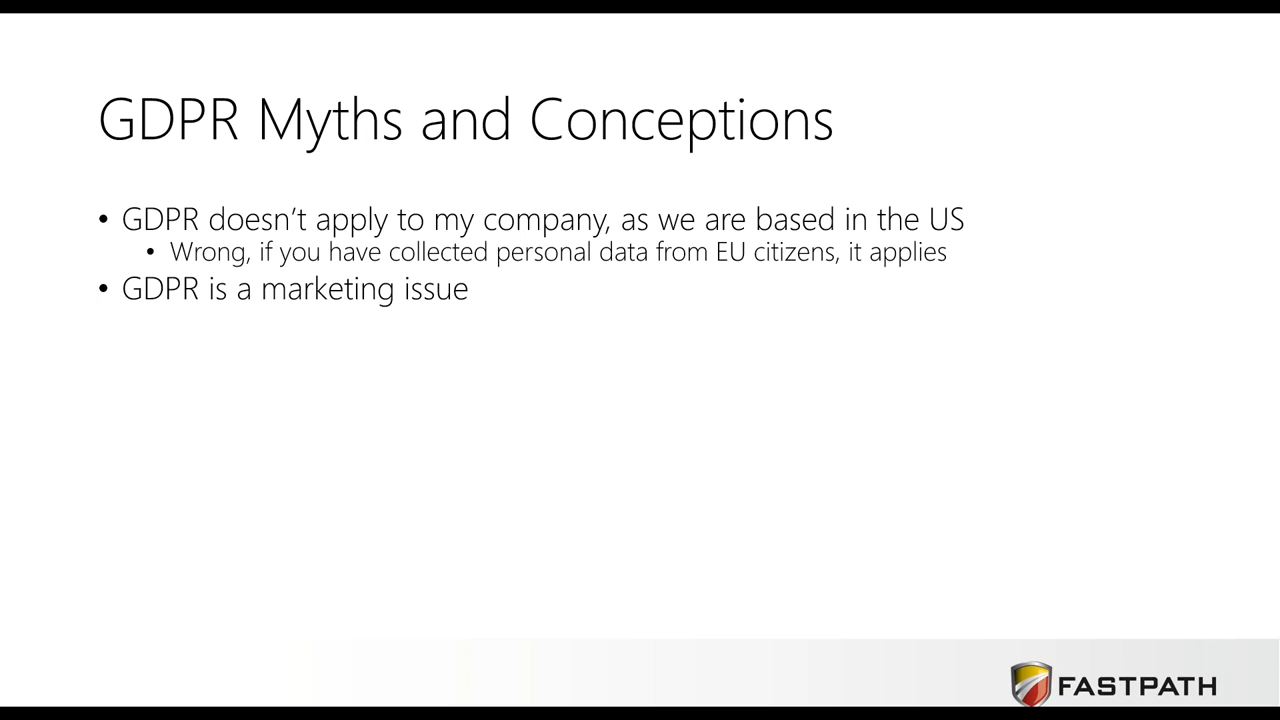 GDPR Myths and Conceptions
• GDPR doesn’t apply to my company, as we are based in the US
• Wrong, if you have collected personal data from EU citizens, it applies
• GDPR is a marketing issue
FASTPATH